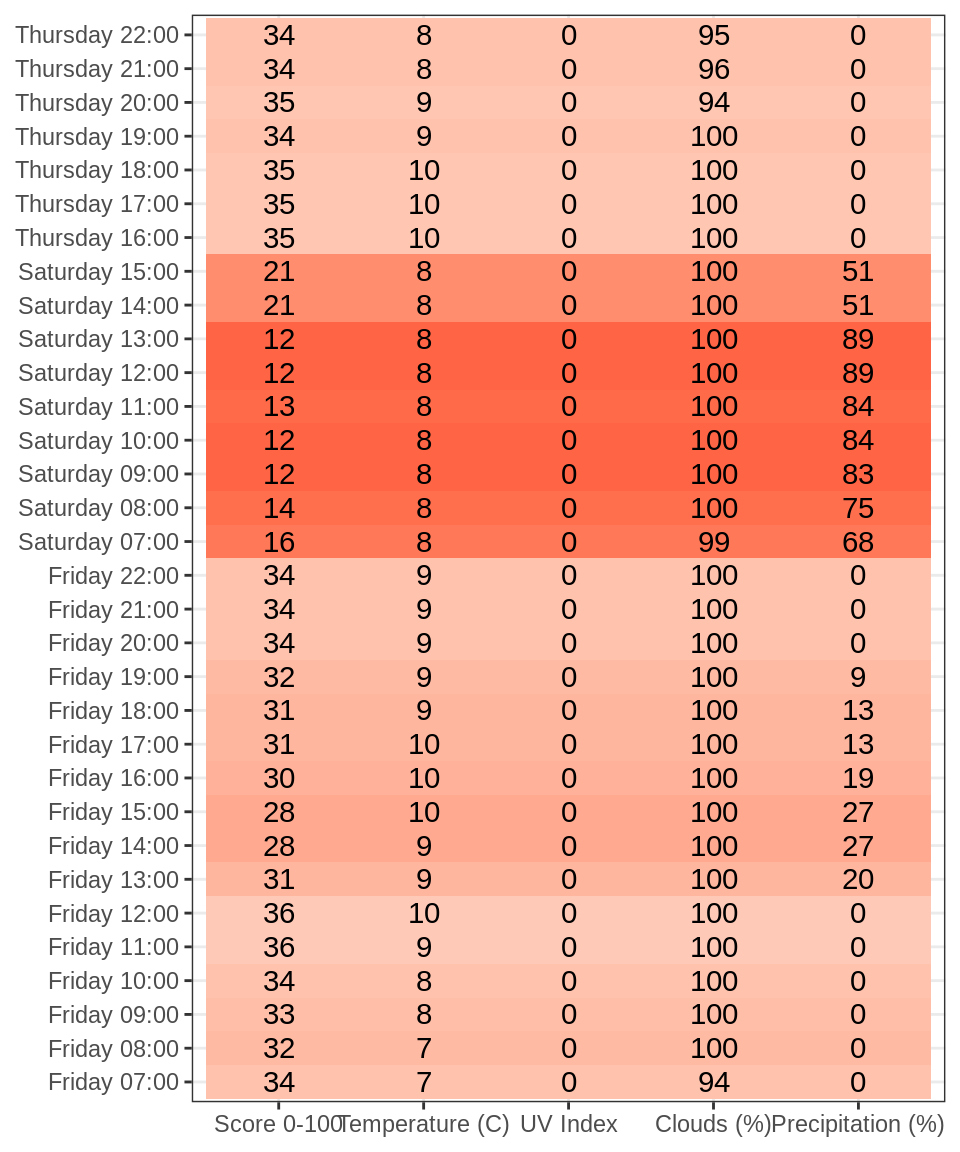 Thursday 22:00 34 8 0 95 0
Thursday 21:00 34 8 0 96 0
Thursday 20:00 35 9 0 94 0
Thursday 19:00 34 9 0 100 0
Thursday 18:00 35 10 0 100 0
Thursday 17:00 35 10 0 100 0
Thursday 16:00 35 10 0 100 0
Saturday 15:00 21 8 0 100 51
Saturday 14:00 21 8 0 100 51
Saturday 13:00 12 8 0 100 89
Saturday 12:00 12 8 0 100 89
Saturday 11:00 13 8 0 100 84
Saturday 10:00 12 8 0 100 84
Saturday 09:00 12 8 0 100 83
Saturday 08:00 14 8 0 100 75
Saturday 07:00 16 8 0 99 68
Friday 22:00 34 9 0 100 0
Friday 21:00 34 9 0 100 0
Friday 20:00 34 9 0 100 0
Friday 19:00 32 9 0 100 9
Friday 18:00 31 9 0 100 13
Friday 17:00 31 10 0 100 13
Friday 16:00 30 10 0 100 19
Friday 15:00 28 10 0 100 27
Friday 14:00 28 9 0 100 27
Friday 13:00 31 9 0 100 20
Friday 12:00 36 10 0 100 0
Friday 11:00 36 9 0 100 0
Friday 10:00 34 8 0 100 0
Friday 09:00 33 8 0 100 0
Friday 08:00 32 7 0 100 0
Friday 07:00 34 7 0 94 0
Score 0-100 Temperature (C) UV Index Clouds (%) Precipitation (%)